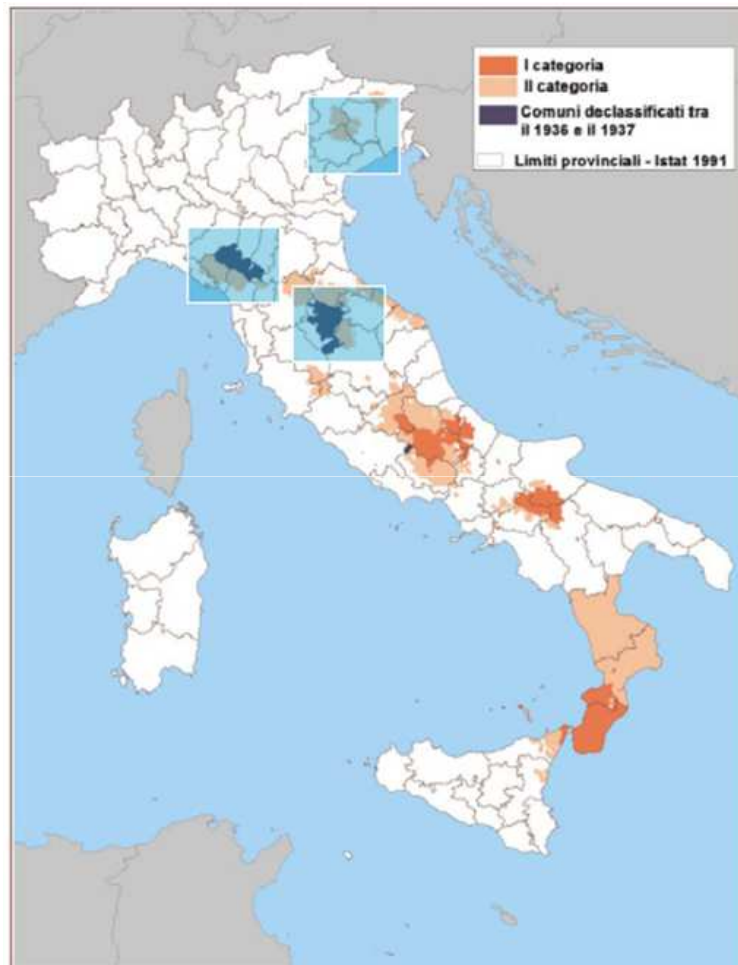 I categoria
II categoria
Comuni declassificati tra
il 1936 e il 1937
Limiti provinciali - Istat 1991